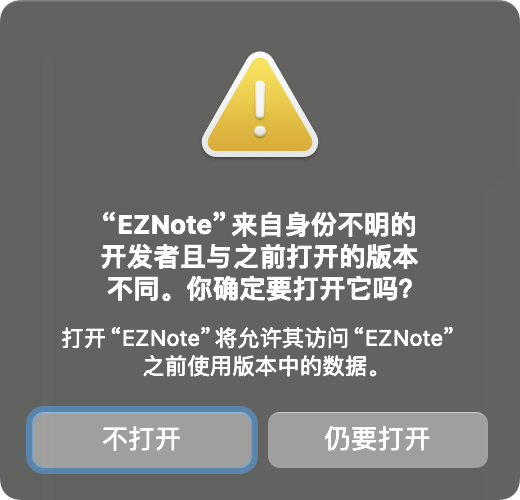 “EZNote”来自身份不明的
开发者且与之前打开的版本
不同。你确定要打开它吗?
打开“EZNote”将允许其访问“EZNote”
之前使用版本中的数据。
不打开
仍要打开